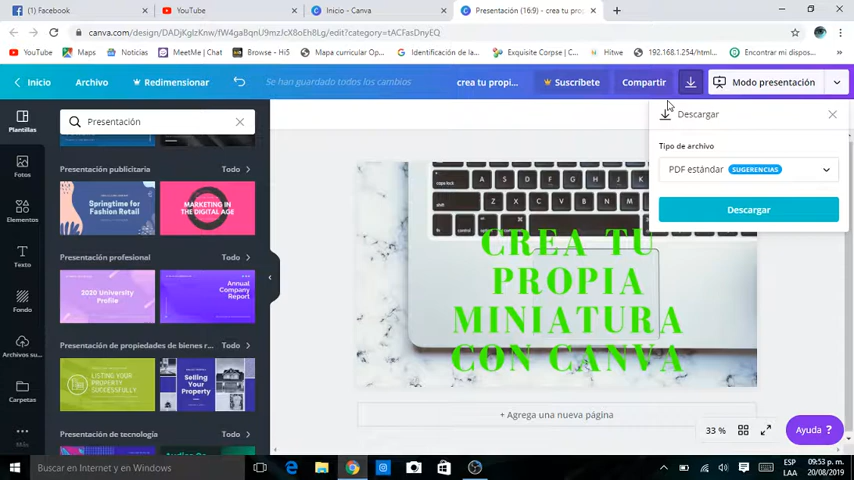 (1) Facebook
YouTube
Inicio - Canva
Presentación (16:9) - crea tu prop
canva.com/design/DADjKgIzrkY/fW4gaBqnU9mzJcX8oEh8Lg/edit?category=tACFasDnyEQ
YouTube
Maps
Nación
MeetMe | Chat
Browse - Hi5
Mapa curricular Op...
Identificación de la...
Exquisite Corpse | C...
Hitwe
192.168.1.254/html...
Encontrar mi dispos...
Inicio
Archivo
Redimensionar
Se han guardado todos los cambios
crea tu propi...
Suscríbete
Compartir
Modo presentación
Plantillas
Fotos
Elementos
Texto
Fondo
Archivos su...
Carpetas
Más
Presentación
Presentación publicitaria
Todo
Springtime for
Fashion Retail
MARKETING
IN THE
DIGITAL AGE
Presentación profesional
Todo
2020 University
Profile
Annual
Company
Report
Presentación de propiedades de bienes r...
Todo
LISTING YOUR
PROPERTY
SUCCESSFULLY
Selling
Your
Property
Presentación de tecnología
Todo
Descargar
Tipo de archivo
PDF estándar
SUGERENCIAS
Descargar
CREA TU
PROPIA
MINIATURA
CON CANVA
+ Agrega una nueva página
33 %
Ayuda ?
Buscar en Internet y en Windows
ESP
LAA
09:53 p. m.
20/08/2019